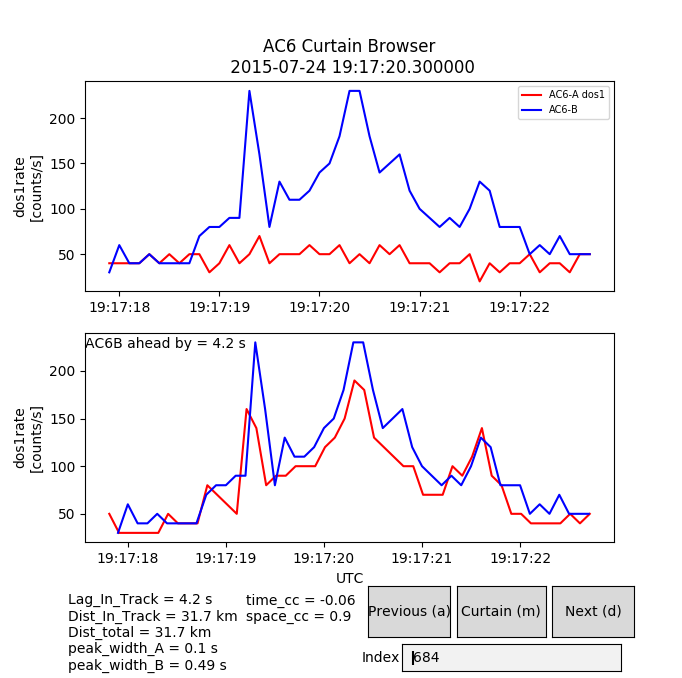 AC6 Curtain Browser
2015-07-24 19:17:20.300000
AC6-A dos1
AC6-B
dos1rate
[counts/s]
200
150
100
50
19:17:18 19:17:19 19:17:20 19:17:21 19:17:22
AC6B ahead by = 4.2 s
dos1rate
[counts/s]
200
150
100
50
19:17:18 19:17:19 19:17:20 19:17:21 19:17:22
UTC
Lag_In_Track = 4.2 s
Dist_In_Track = 31.7 km
Dist_total = 31.7 km
peak_width_A = 0.1 s
peak_width_B = 0.49 s
time_cc = -0.06
space_cc = 0.9
Previous (a) Curtain (m) Next (d)
Index 684